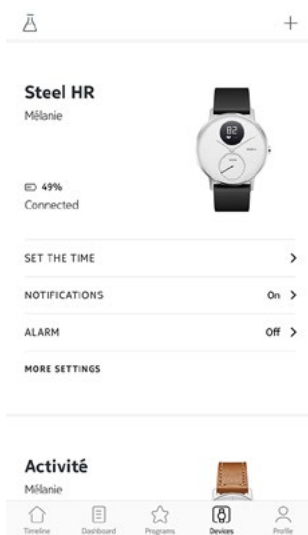 Steel HR
Mélanie
82
49%
Connected
SET THE TIME
NOTIFICATIONS On
ALARM Off
MORE SETTINGS
Activité
Mélanie
Timeline Dashboard Programs Devices Profile